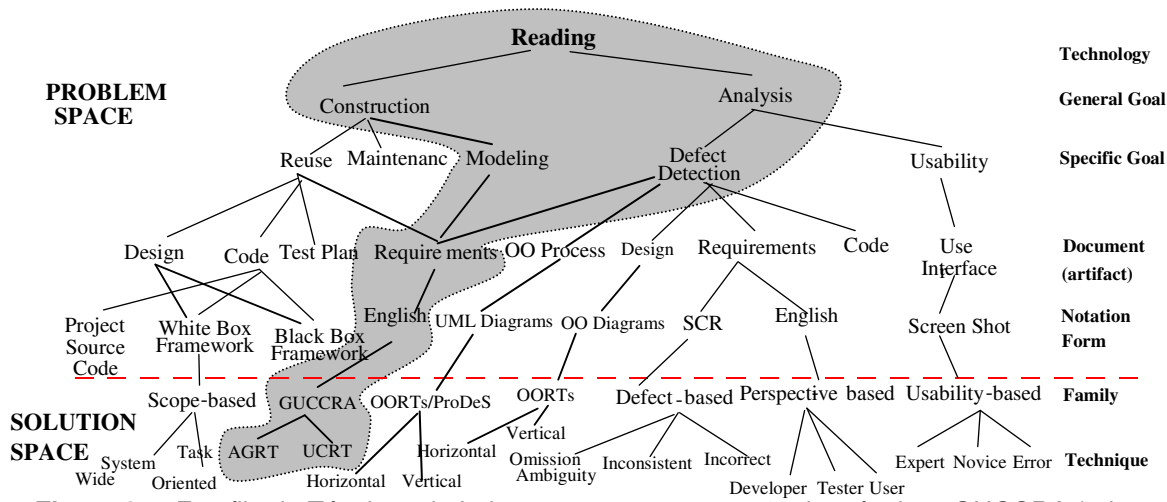 Reading
Technology
PROBLEM
SPACE
Construction
Analysis
General Goal
Reuse
Maintenanc
Modeling
Defect
Detection
Usability
Specific Goal
Design
Code
Test Plan
Requirements
OO Process
Design
Requirements
Code
Use
Interface
Document
(artifact)
Project
Source
Code
White Box
Framework
Black Box
Framework
English
UML Diagrams
OO Diagrams
SCR
English
Screen Shot
Notation
Form
SOLUTION
SPACE
Scope-based
GUCCRA
OORTs/ProDeS
OORTs
Defect-based
Perspective based
Usability-based
Family
System
Wide
Task
Oriented
AGRT
UCRT
Horizontal
Vertical
Horizontal
Vertical
Omission
Ambiguity
Inconsistent
Incorrect
Developer
Tester
User
Expert
Novice
Error
Technique